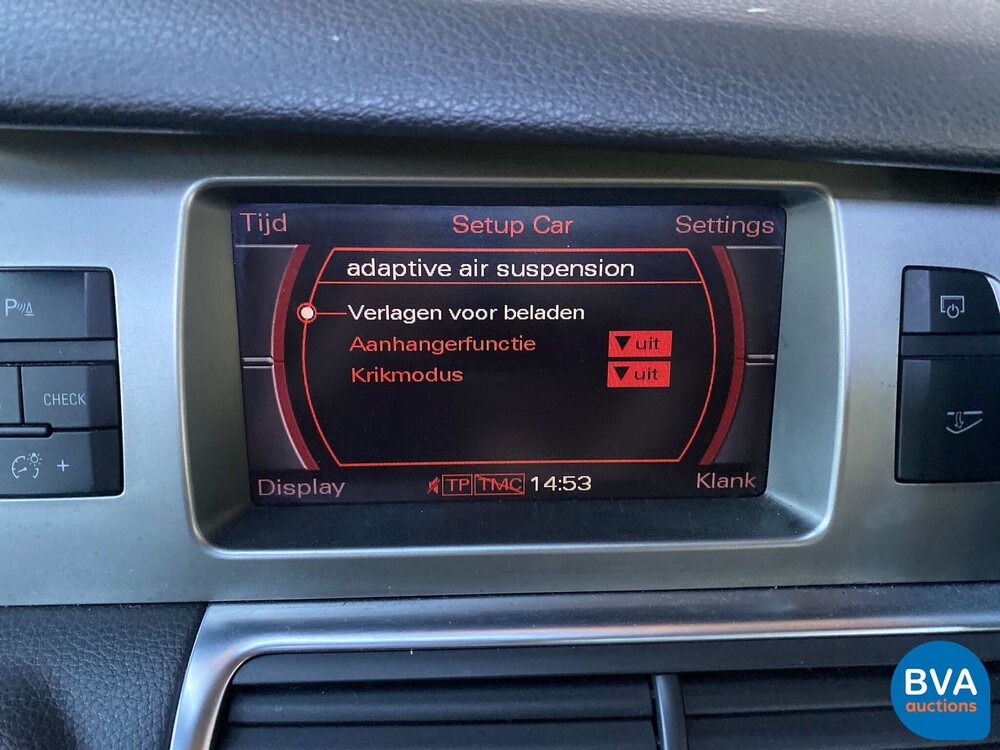 Tijd Setup Car Settings
adaptive air suspension
Verlagen voor beladen
Aanhangerfunctie ▼ uit
Krikmodus ▼ uit
Display TP TMC 14:53 Klank
P
CHECK
+
BVA
auctions